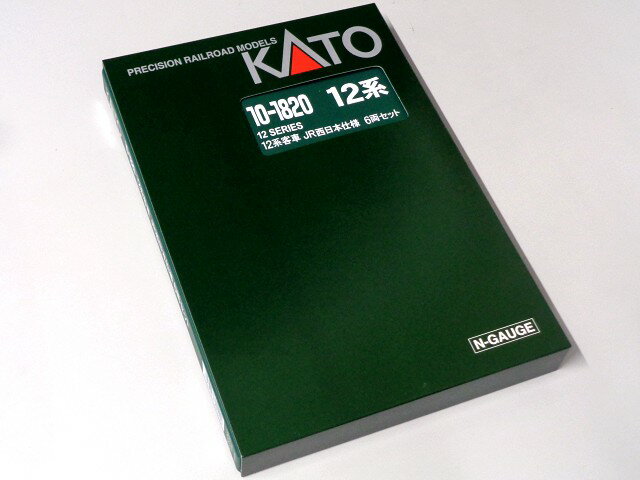 PRECISION RAILROAD MODELS
KATO
10-1820 12系
12 SERIES
12系客車 JR西日本仕様 6両セット
N-GAUGE